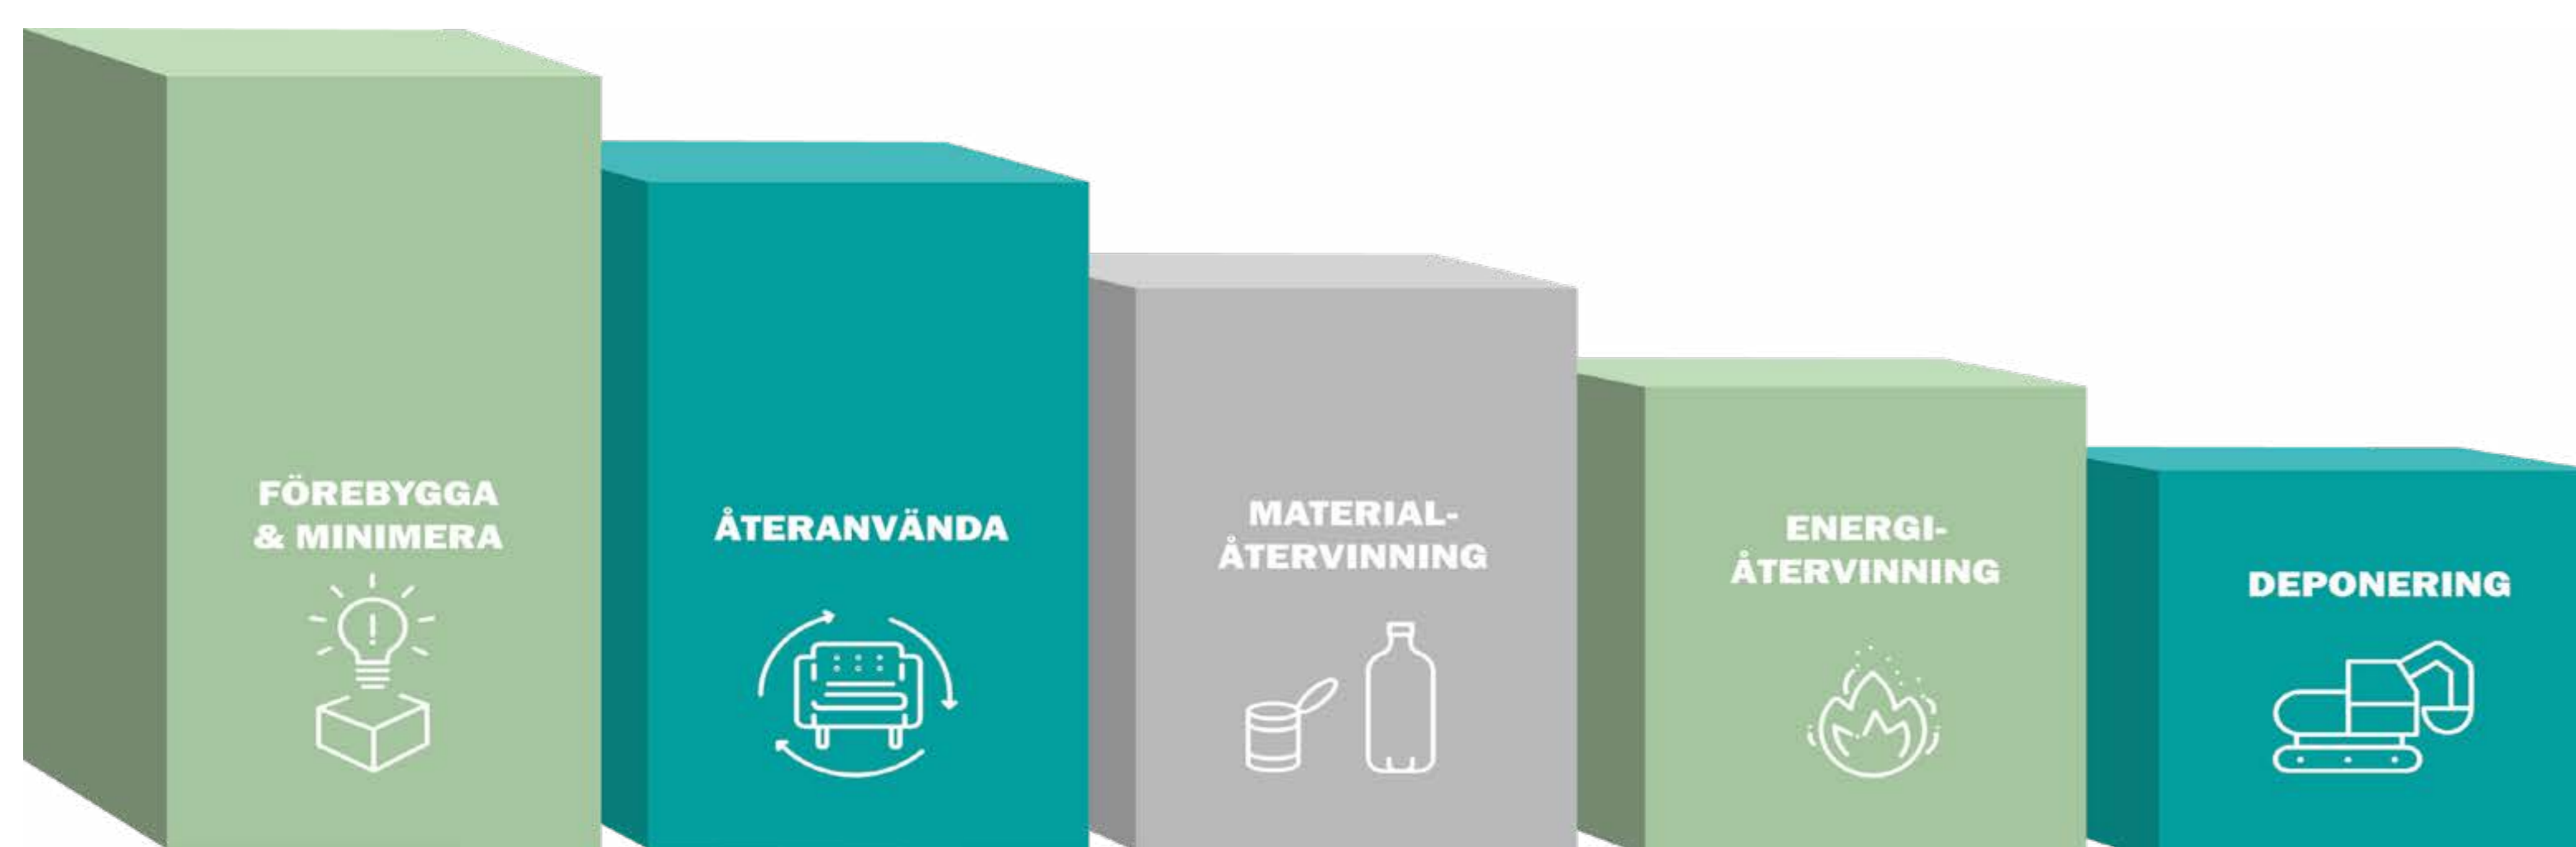 FÖREBYGGA
& MINIMERA
ÅTERANVÄNDA
MATERIAL-
ÅTERVINNING
ENERGI-
ÅTERVINNING
DEPONERING